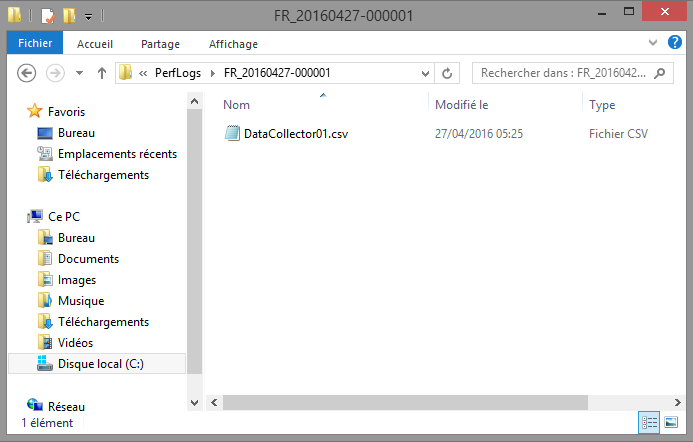 FR_20160427-000001
Fichier Accueil Partage Affichage
« PerfLogs FR_20160427-000001 Rechercher dans : FR_2016042...
Nom Modifié le Type
Favoris
Bureau
Emplacements récents
Téléchargements
DataCollector01.csv 27/04/2016 05:25 Fichier CSV
Ce PC
Bureau
Documents
Images
Musique
Téléchargements
Vidéos
Disque local (C:)
Réseau
1 élément